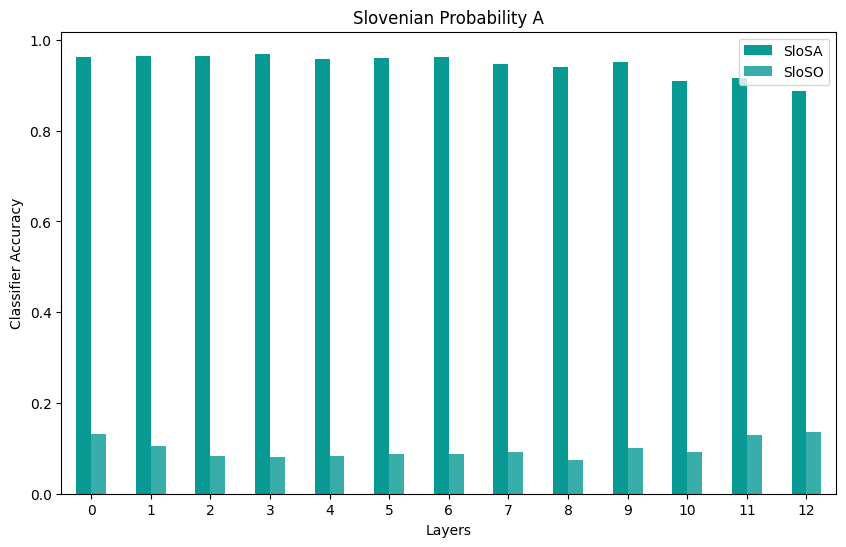 Slovenian Probability A
SloSA
SloSO
Classifier Accuracy
1.0
0.8
0.6
0.4
0.2
0.0
0 1 2 3 4 5 6 7 8 9 10 11 12
Layers